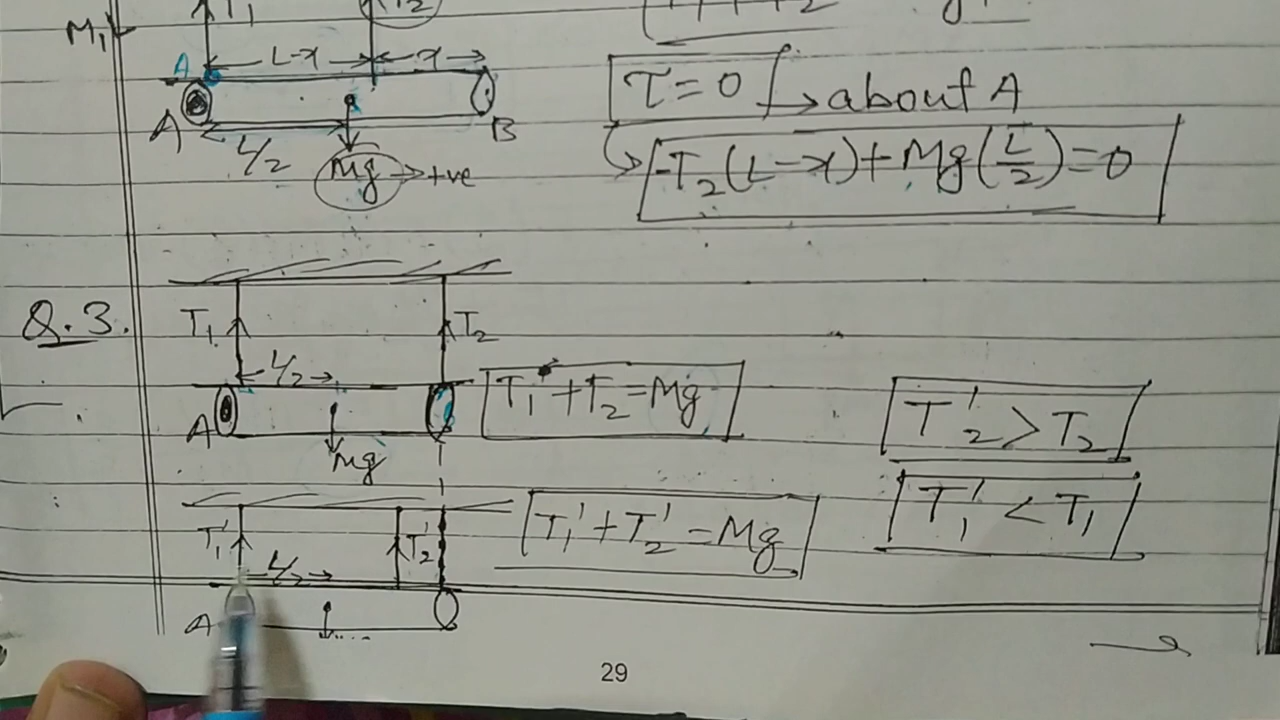 M₁ T₁ T₂
A L-x x
A B
L/2
Mg → +ve
τ = 0 → about A
-T₂(L-x) + Mg(L/2) = 0
Q.3.
T₁ T₂
L/2
A T₁ + T₂ = Mg
Mg
T₂' > T₂
T₁' < T₁
T₁' T₂' T₁' + T₂' = Mg
L/2
A
29